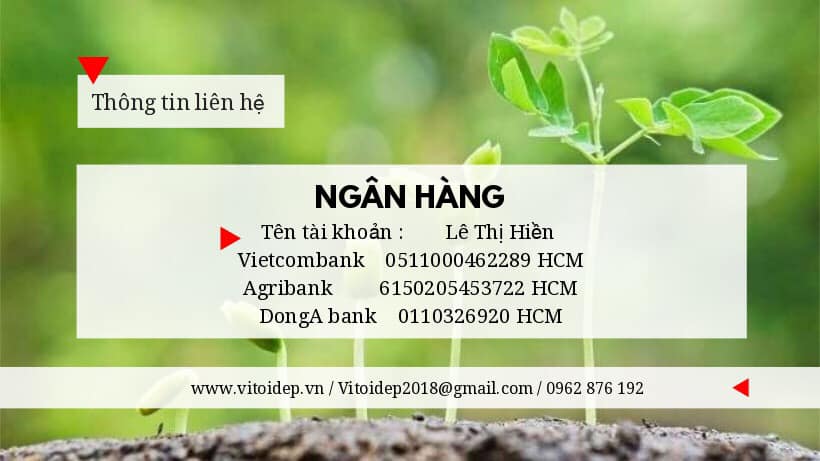 Thông tin liên hệ
NGÂN HÀNG
Tên tài khoản : Lê Thị Hiền
Vietcombank 0511000462289 HCM
Agribank 6150205453722 HCM
DongA bank 0110326920 HCM
www.vitoidep.vn / Vitoidep2018@gmail.com / 0962 876 192